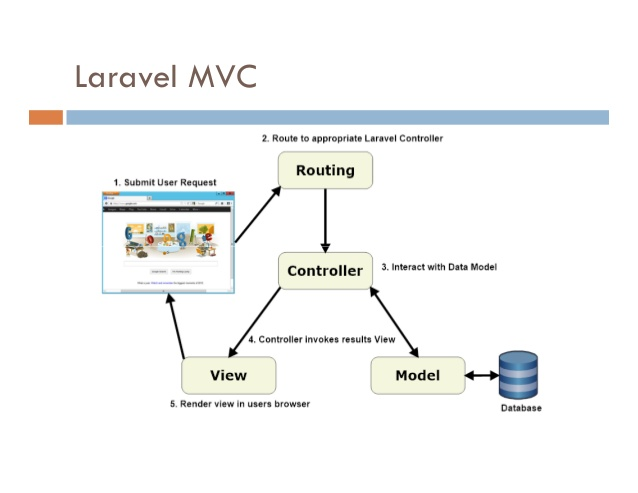 Laravel MVC
2. Route to appropriate Laravel Controller
Routing
1. Submit User Request
Controller
3. Interact with Data Model
4. Controller invokes results View
View
Model
5. Render view in users browser
Database